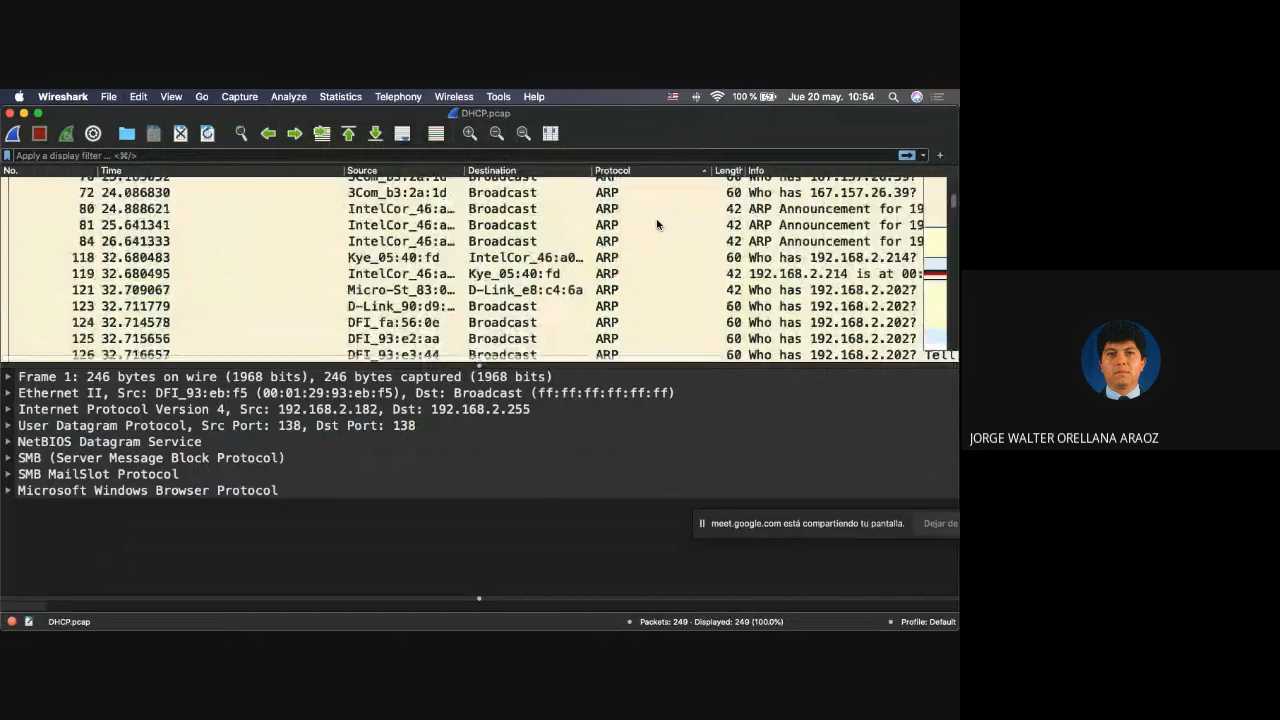 Wireshark File Edit View Go Capture Analyze Statistics Telephony Wireless Tools Help 100 % Jue 20 may. 10:54
DHCP.pcap
Apply a display filter ... <⌘/>
No. Time Source Destination Protocol Length Info
72 24.086830 3Com_b3:2a:1d Broadcast ARP 60 Who has 167.157.26.39?
80 24.888621 IntelCor_46:a… Broadcast ARP 42 ARP Announcement for 19
81 25.641341 IntelCor_46:a… Broadcast ARP 42 ARP Announcement for 19
84 26.641333 IntelCor_46:a… Broadcast ARP 42 ARP Announcement for 19
118 32.680483 Kye_05:40:fd IntelCor_46:a0… ARP 60 Who has 192.168.2.214?
119 32.680495 IntelCor_46:a… Kye_05:40:fd ARP 42 192.168.2.214 is at 00:
121 32.709067 Micro-St_83:0… D-Link_e8:c4:6a ARP 42 Who has 192.168.2.202?
123 32.711779 D-Link_90:d9:… Broadcast ARP 60 Who has 192.168.2.202?
124 32.714578 DFI_fa:56:0e Broadcast ARP 60 Who has 192.168.2.202?
125 32.715656 DFI_93:e2:aa Broadcast ARP 60 Who has 192.168.2.202?
126 32.716657 DFI_93:e3:44 Broadcast ARP 60 Who has 192.168.2.202? Tell
Frame 1: 246 bytes on wire (1968 bits), 246 bytes captured (1968 bits)
Ethernet II, Src: DFI_93:eb:f5 (00:01:29:93:eb:f5), Dst: Broadcast (ff:ff:ff:ff:ff:ff)
Internet Protocol Version 4, Src: 192.168.2.182, Dst: 192.168.2.255
User Datagram Protocol, Src Port: 138, Dst Port: 138
NetBIOS Datagram Service
SMB (Server Message Block Protocol)
SMB MailSlot Protocol
Microsoft Windows Browser Protocol
meet.google.com está compartiendo tu pantalla. Dejar de
DHCP.pcap Packets: 249 · Displayed: 249 (100.0%) Profile: Default
JORGE WALTER ORELLANA ARAOZ